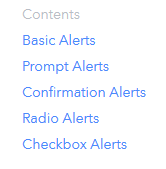 Contents
Basic Alerts
Prompt Alerts
Confirmation Alerts
Radio Alerts
Checkbox Alerts